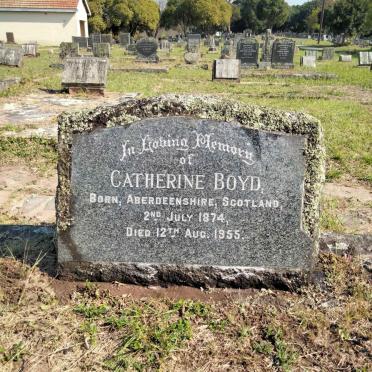 In Loving Memory
of
CATHERINE BOYD,
BORN, ABERDEENSHIRE, SCOTLAND,
2ND JULY 1874,
DIED 12TH AUG. 1955.